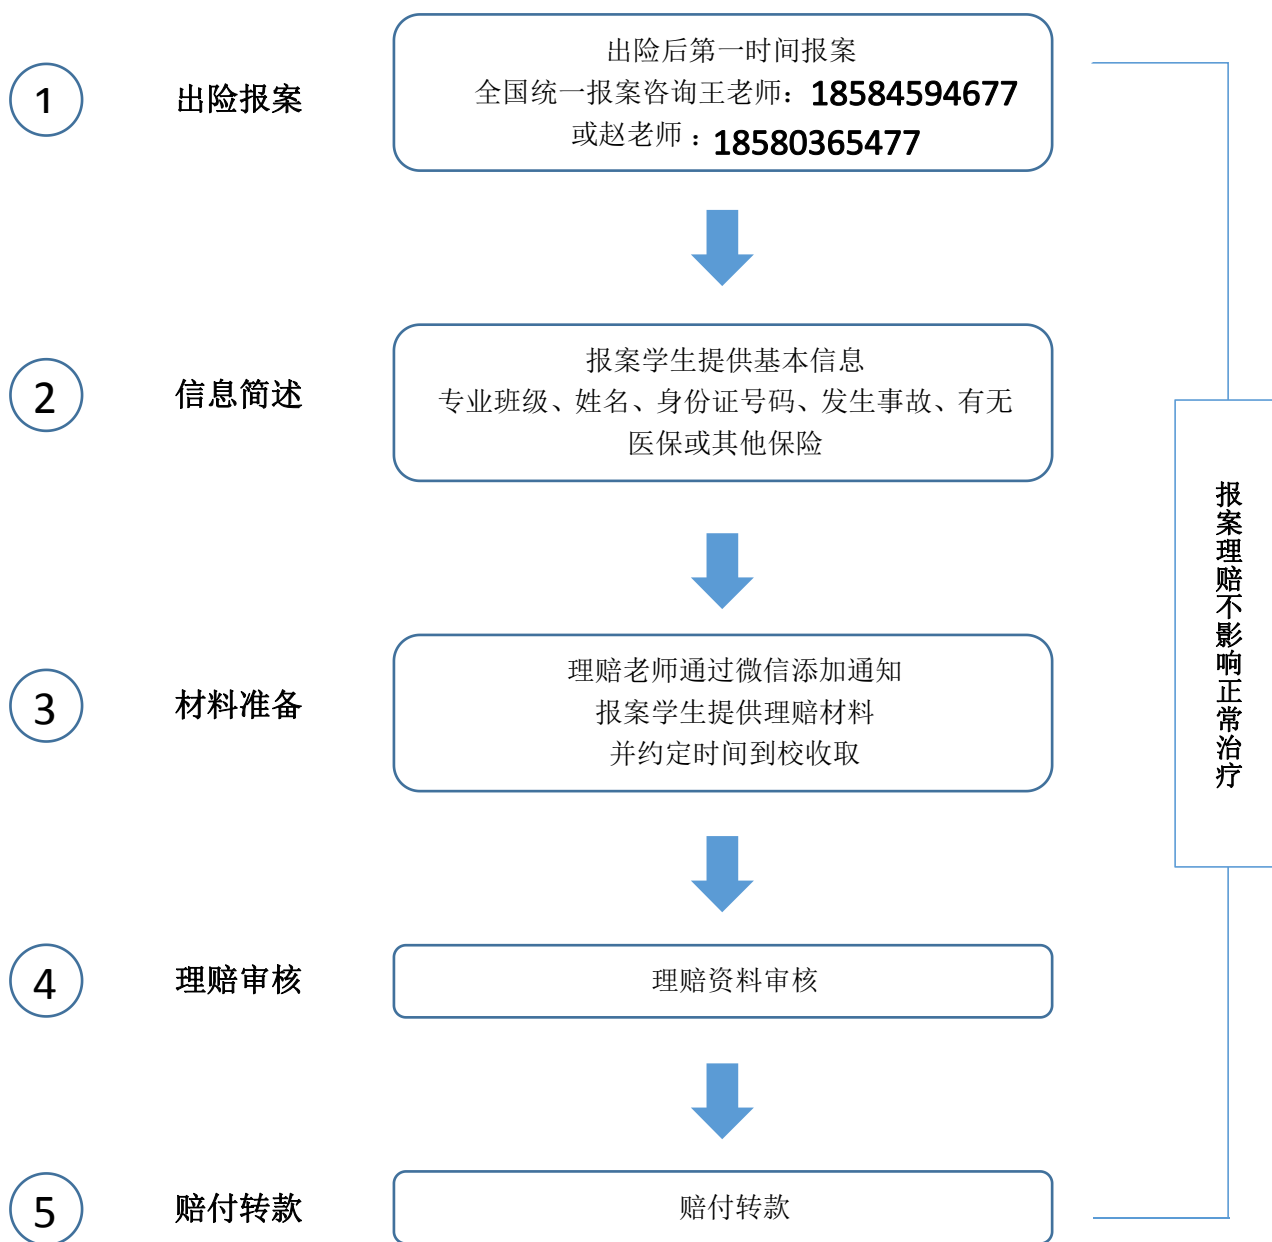 1
出险报案
出险后第一时间报案
全国统一报案咨询王老师：18584594677
或赵老师：18580365477
2
信息简述
报案学生提供基本信息
专业班级、姓名、身份证号码、发生事故、有无
医保或其他保险
3
材料准备
理赔老师通过微信添加通知
报案学生提供理赔材料
并约定时间到校收取
4
理赔审核
理赔资料审核
5
赔付转款
赔付转款
报案理赔不影响正常治疗